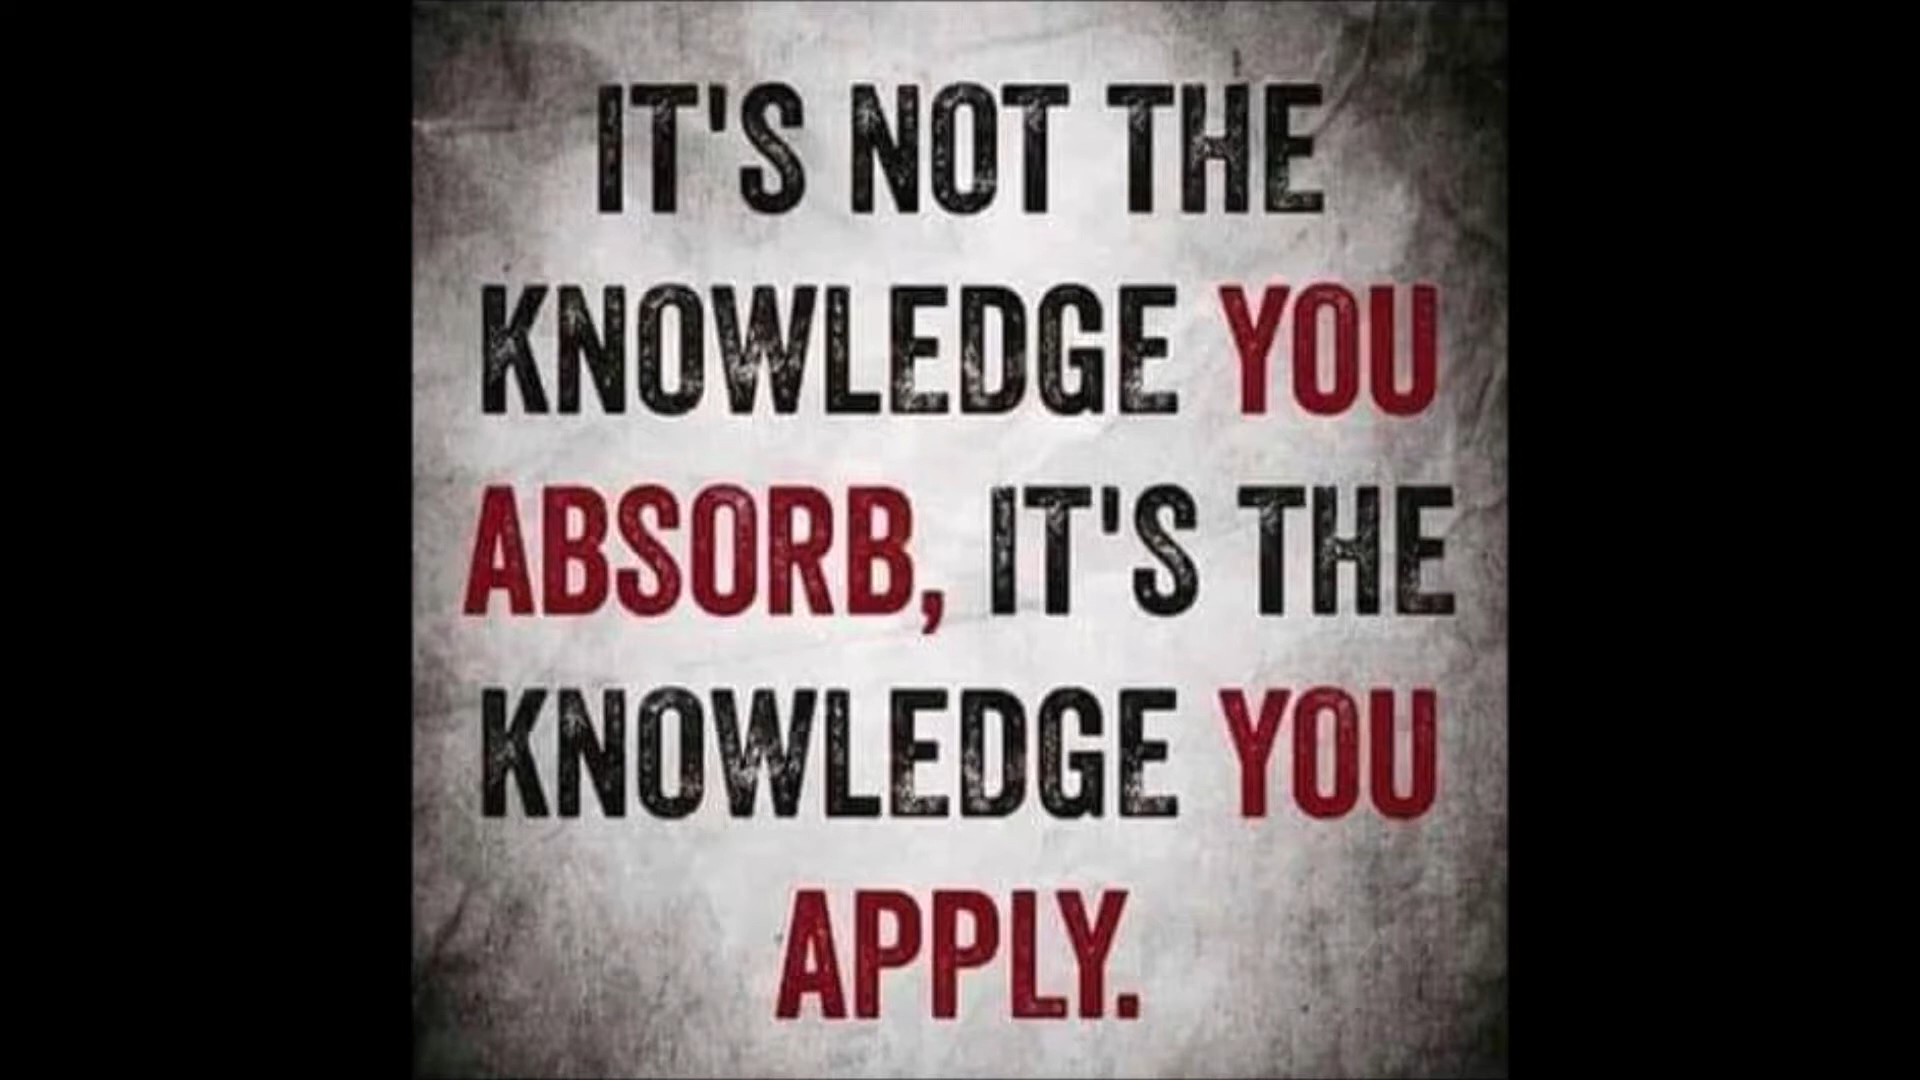 IT'S NOT THE
KNOWLEDGE YOU
ABSORB, IT'S THE
KNOWLEDGE YOU
APPLY.